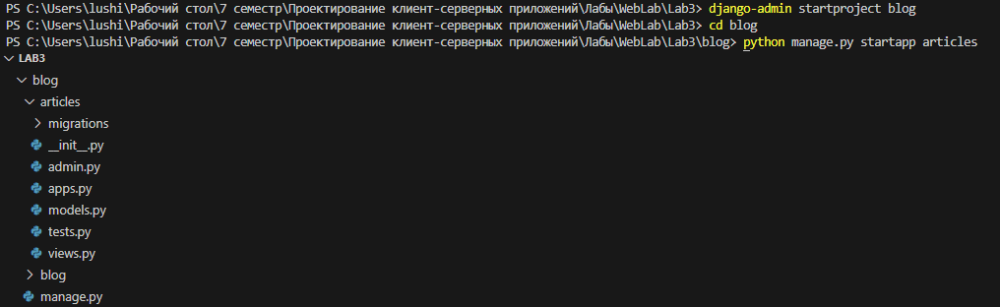 PS C:\Users\lushi\Рабочий стол\7 семестр\Проектирование клиент-серверных приложений\Лабы\WebLab\Lab3> django-admin startproject blog
PS C:\Users\lushi\Рабочий стол\7 семестр\Проектирование клиент-серверных приложений\Лабы\WebLab\Lab3> cd blog
PS C:\Users\lushi\Рабочий стол\7 семестр\Проектирование клиент-серверных приложений\Лабы\WebLab\Lab3\blog> python manage.py startapp articles
LAB3
blog
articles
migrations
__init__.py
admin.py
apps.py
models.py
tests.py
views.py
blog
manage.py